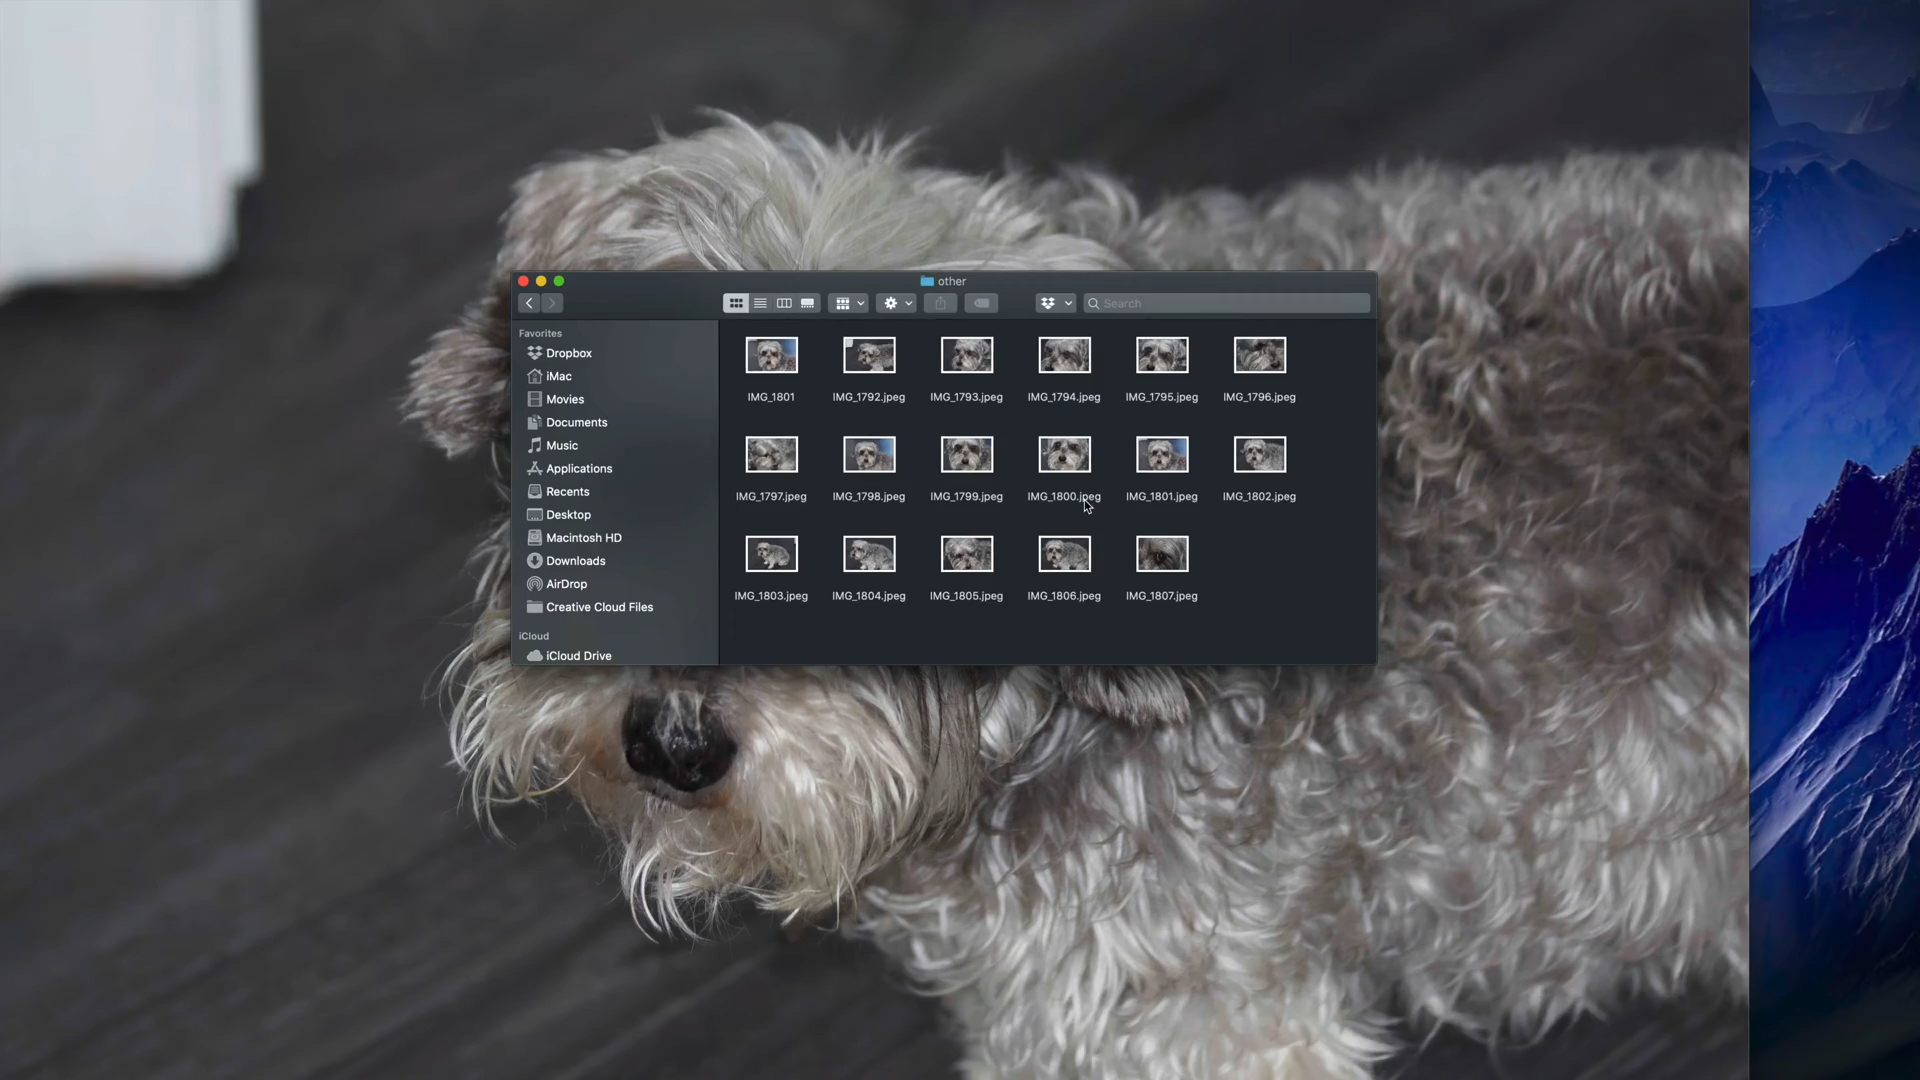 other
Search
Favorites
Dropbox
iMac
Movies
Documents
Music
Applications
Recents
Desktop
Macintosh HD
Downloads
AirDrop
Creative Cloud Files
iCloud
iCloud Drive
IMG_1801
IMG_1792.jpeg
IMG_1793.jpeg
IMG_1794.jpeg
IMG_1795.jpeg
IMG_1796.jpeg
IMG_1797.jpeg
IMG_1798.jpeg
IMG_1799.jpeg
IMG_1800.jpeg
IMG_1801.jpeg
IMG_1802.jpeg
IMG_1803.jpeg
IMG_1804.jpeg
IMG_1805.jpeg
IMG_1806.jpeg
IMG_1807.jpeg